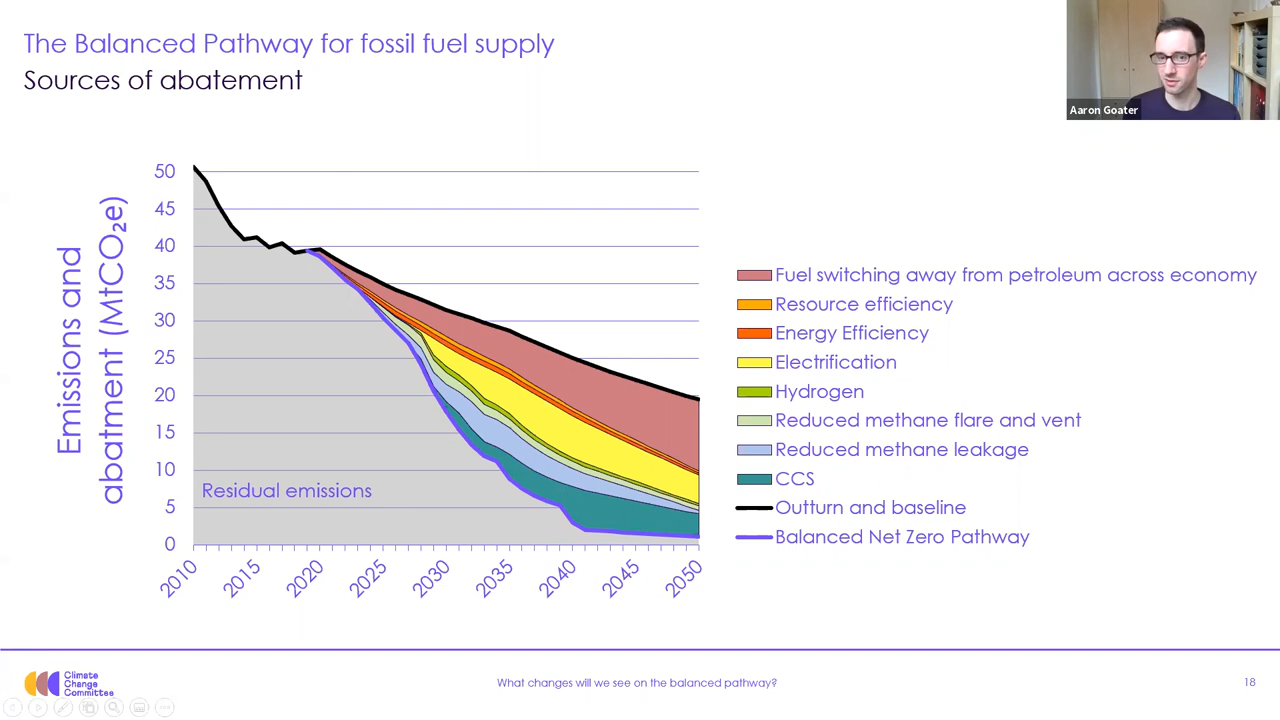 The Balanced Pathway for fossil fuel supply
Sources of abatement
Aaron Goater
Emissions and
abatment (MtCO₂e)
50
45
40
35
30
25
20
15
10
5
0
Residual emissions
2010
2015
2020
2025
2030
2035
2040
2045
2050
Fuel switching away from petroleum across economy
Resource efficiency
Energy Efficiency
Electrification
Hydrogen
Reduced methane flare and vent
Reduced methane leakage
CCS
Outturn and baseline
Balanced Net Zero Pathway
Climate
Change
Committee
What changes will we see on the balanced pathway?
18